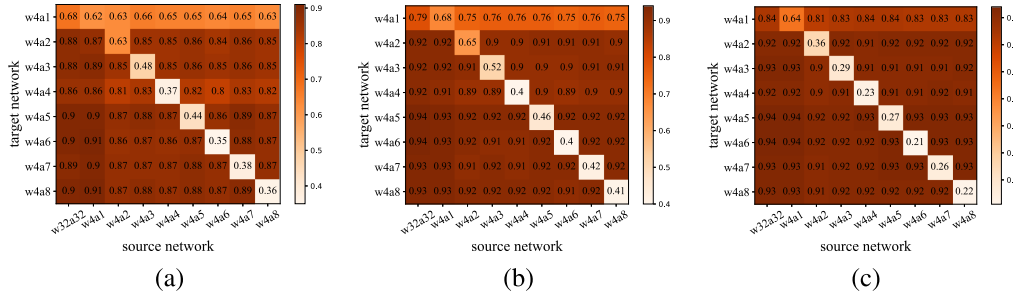 w4a1 0.68 0.62 0.63 0.66 0.65 0.65 0.64 0.65 0.63
w4a2 0.88 0.87 0.63 0.85 0.85 0.86 0.84 0.86 0.85
w4a3 0.88 0.89 0.85 0.48 0.85 0.86 0.85 0.86 0.86
w4a4 0.86 0.86 0.81 0.83 0.37 0.82 0.8 0.83 0.82
w4a5 0.9 0.9 0.87 0.88 0.87 0.44 0.86 0.89 0.87
w4a6 0.9 0.91 0.86 0.87 0.86 0.87 0.35 0.88 0.87
w4a7 0.89 0.9 0.87 0.87 0.88 0.88 0.87 0.38 0.87
w4a8 0.9 0.91 0.87 0.88 0.87 0.88 0.87 0.89 0.36
w32a32 w4a1 w4a2 w4a3 w4a4 w4a5 w4a6 w4a7 w4a8
target network
source network
0.9
0.8
0.7
0.6
0.5
0.4
(a)
w4a1 0.79 0.68 0.75 0.76 0.76 0.76 0.75 0.76 0.75
w4a2 0.92 0.92 0.65 0.9 0.9 0.91 0.91 0.91 0.9
w4a3 0.92 0.92 0.9 0.52 0.9 0.91 0.9 0.91 0.91
w4a4 0.91 0.92 0.89 0.89 0.4 0.9 0.89 0.9 0.9
w4a5 0.94 0.93 0.91 0.92 0.92 0.46 0.92 0.92 0.92
w4a6 0.94 0.93 0.91 0.91 0.91 0.92 0.4 0.92 0.92
w4a7 0.94 0.93 0.91 0.92 0.92 0.92 0.91 0.42 0.92
w4a8 0.93 0.93 0.91 0.92 0.92 0.92 0.91 0.92 0.41
w32a32 w4a1 w4a2 w4a3 w4a4 w4a5 w4a6 w4a7 w4a8
target network
source network
0.9
0.8
0.7
0.6
0.5
0.4
(b)
w4a1 0.84 0.64 0.81 0.83 0.84 0.84 0.83 0.83 0.83
w4a2 0.92 0.92 0.36 0.92 0.91 0.92 0.92 0.92 0.92
w4a3 0.93 0.93 0.9 0.29 0.91 0.92 0.91 0.92 0.92
w4a4 0.92 0.93 0.9 0.9 0.23 0.91 0.91 0.91 0.92
w4a5 0.94 0.94 0.92 0.92 0.92 0.27 0.92 0.93 0.93
w4a6 0.94 0.94 0.92 0.92 0.92 0.93 0.21 0.93 0.93
w4a7 0.93 0.93 0.92 0.92 0.92 0.93 0.92 0.26 0.93
w4a8 0.93 0.93 0.91 0.92 0.92 0.92 0.92 0.92 0.22
w32a32 w4a1 w4a2 w4a3 w4a4 w4a5 w4a6 w4a7 w4a8
target network
source network
(c)